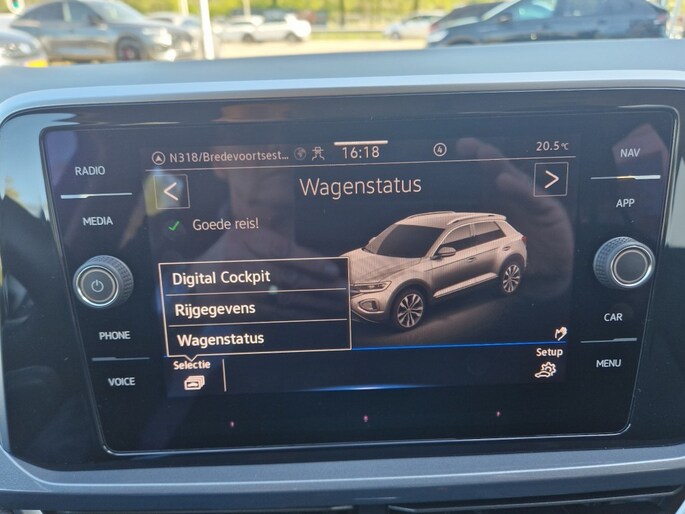 N318/Bredevoortsest... 16:18 4 20.5°C
RADIO
NAV
Wagenstatus
MEDIA
APP
Goede reis!
Digital Cockpit
Rijgegevens
Wagenstatus
PHONE
CAR
Selectie
Setup
VOICE
MENU